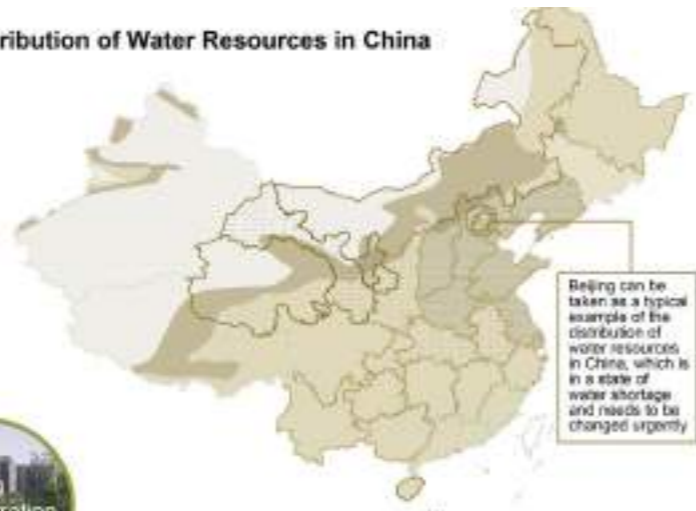 ribution of Water Resources in China
Beijing can be
taken as a typical
example of the
distribution of
water resources
in China, which is
in a state of
water shortage
and needs to be
changed urgently
ration